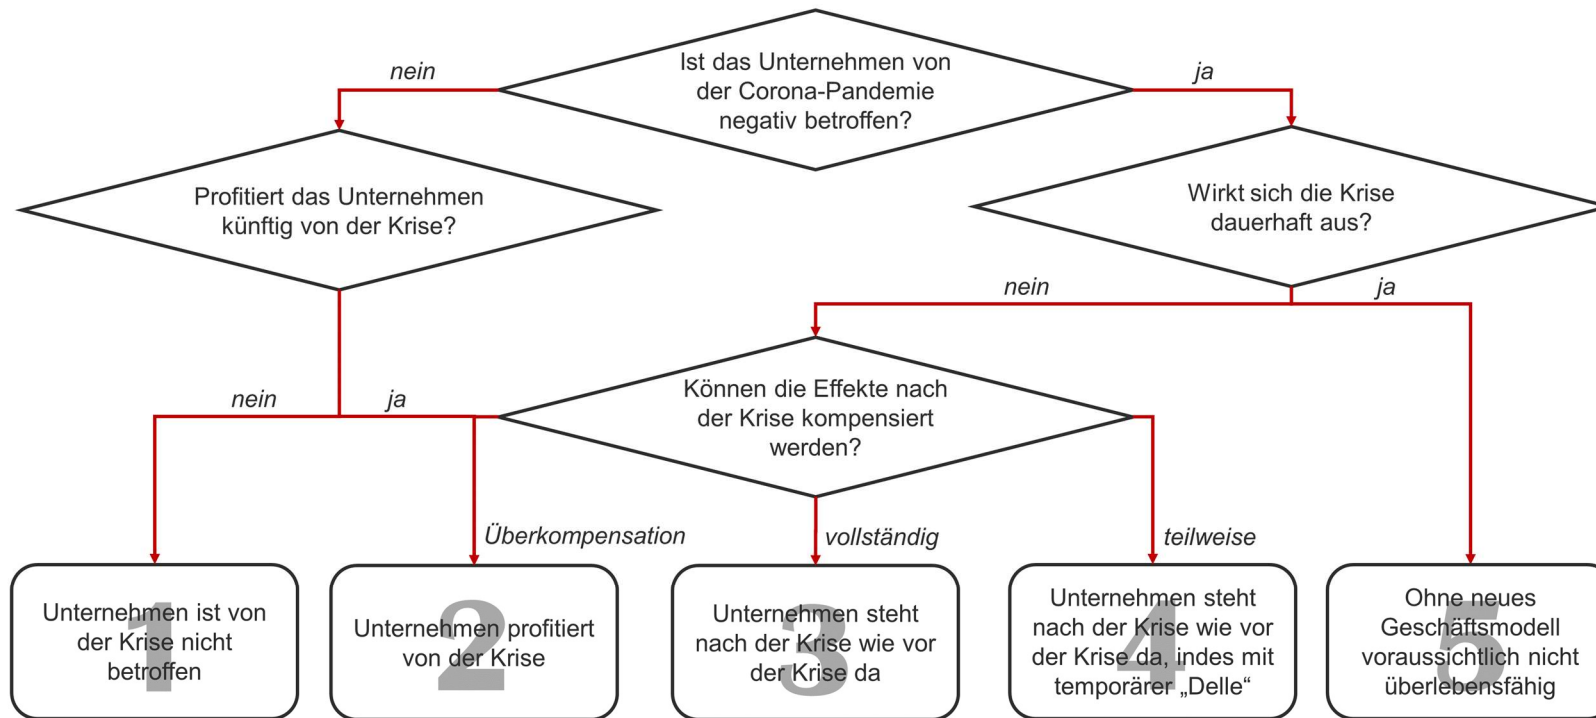 Ist das Unternehmen von
der Corona-Pandemie
negativ betroffen?
nein
ja
Profitiert das Unternehmen
künftig von der Krise?
Wirkt sich die Krise
dauerhaft aus?
nein
ja
Können die Effekte nach
der Krise kompensiert
werden?
nein
ja
Überkompensation
vollständig
teilweise
1
Unternehmen ist von
der Krise nicht
betroffen
2
Unternehmen profitiert
von der Krise
3
Unternehmen steht
nach der Krise wie vor
der Krise da
4
Unternehmen steht
nach der Krise wie vor
der Krise da, indes mit
temporärer „Delle“
5
Ohne neues
Geschäftsmodell
voraussichtlich nicht
überlebensfähig